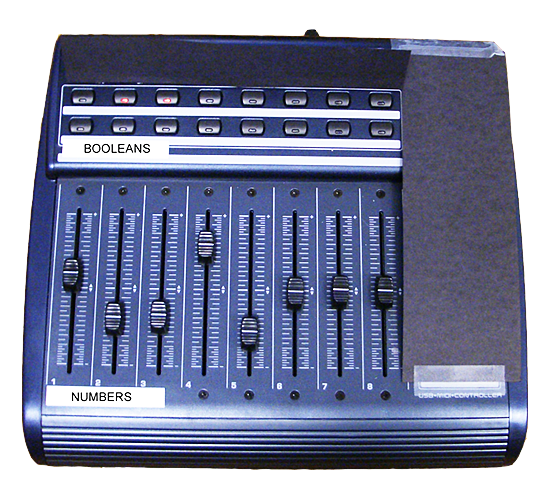 BOOLEANS
1 2 3 4 5 6 7 8
NUMBERS
USB•MIDI•CONTROLLER